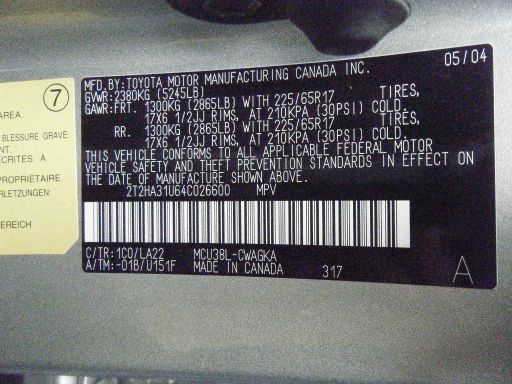 7
AREA.
BLESSURE GRAVE
NT.
ECRITES À
PROPRIÉTAIRE.
RLETZUNGEN:
BEREICH
MFD. BY: TOYOTA MOTOR MANUFACTURING CANADA INC. 05/04
GVWR: 2380KG (5245LB)
GAWR: FRT. 1300KG (2865LB) WITH 225/65R17 TIRES,
17X6 1/2JJ RIMS, AT 210KPA (30PSI) COLD.
RR. 1300KG (2865LB) WITH 225/65R17 TIRES,
17X6 1/2JJ RIMS, AT 210KPA (30PSI) COLD.
THIS VEHICLE CONFORMS TO ALL APPLICABLE FEDERAL MOTOR
VEHICLE SAFETY AND THEFT PREVENTION STANDARDS IN EFFECT ON
THE DATE OF MANUFACTURE SHOWN ABOVE.
2T2HA31U64C026600 MPV
C/TR: 1C0/LA22 MCU38L-CWAGKA
A/TM: -01B/U151F MADE IN CANADA 317 A